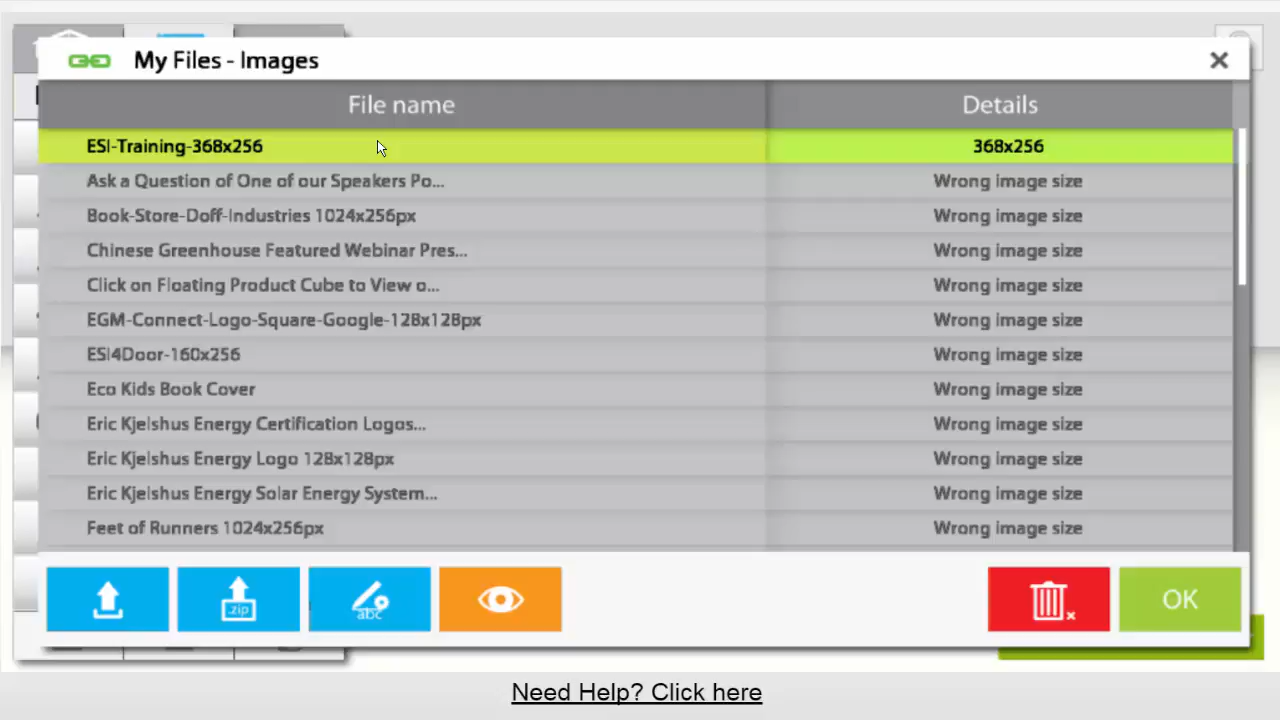 My Files - Images
File name Details
ESI-Training-368x256 368x256
Ask a Question of One of our Speakers Po... Wrong image size
Book-Store-Doff-Industries 1024x256px Wrong image size
Chinese Greenhouse Featured Webinar Pres... Wrong image size
Click on Floating Product Cube to View o... Wrong image size
EGM-Connect-Logo-Square-Google-128x128px Wrong image size
ESI4Door-160x256 Wrong image size
Eco Kids Book Cover Wrong image size
Eric Kjelshus Energy Certification Logos... Wrong image size
Eric Kjelshus Energy Logo 128x128px Wrong image size
Eric Kjelshus Energy Solar Energy System... Wrong image size
Feet of Runners 1024x256px Wrong image size
.zip abc OK
Need Help? Click here